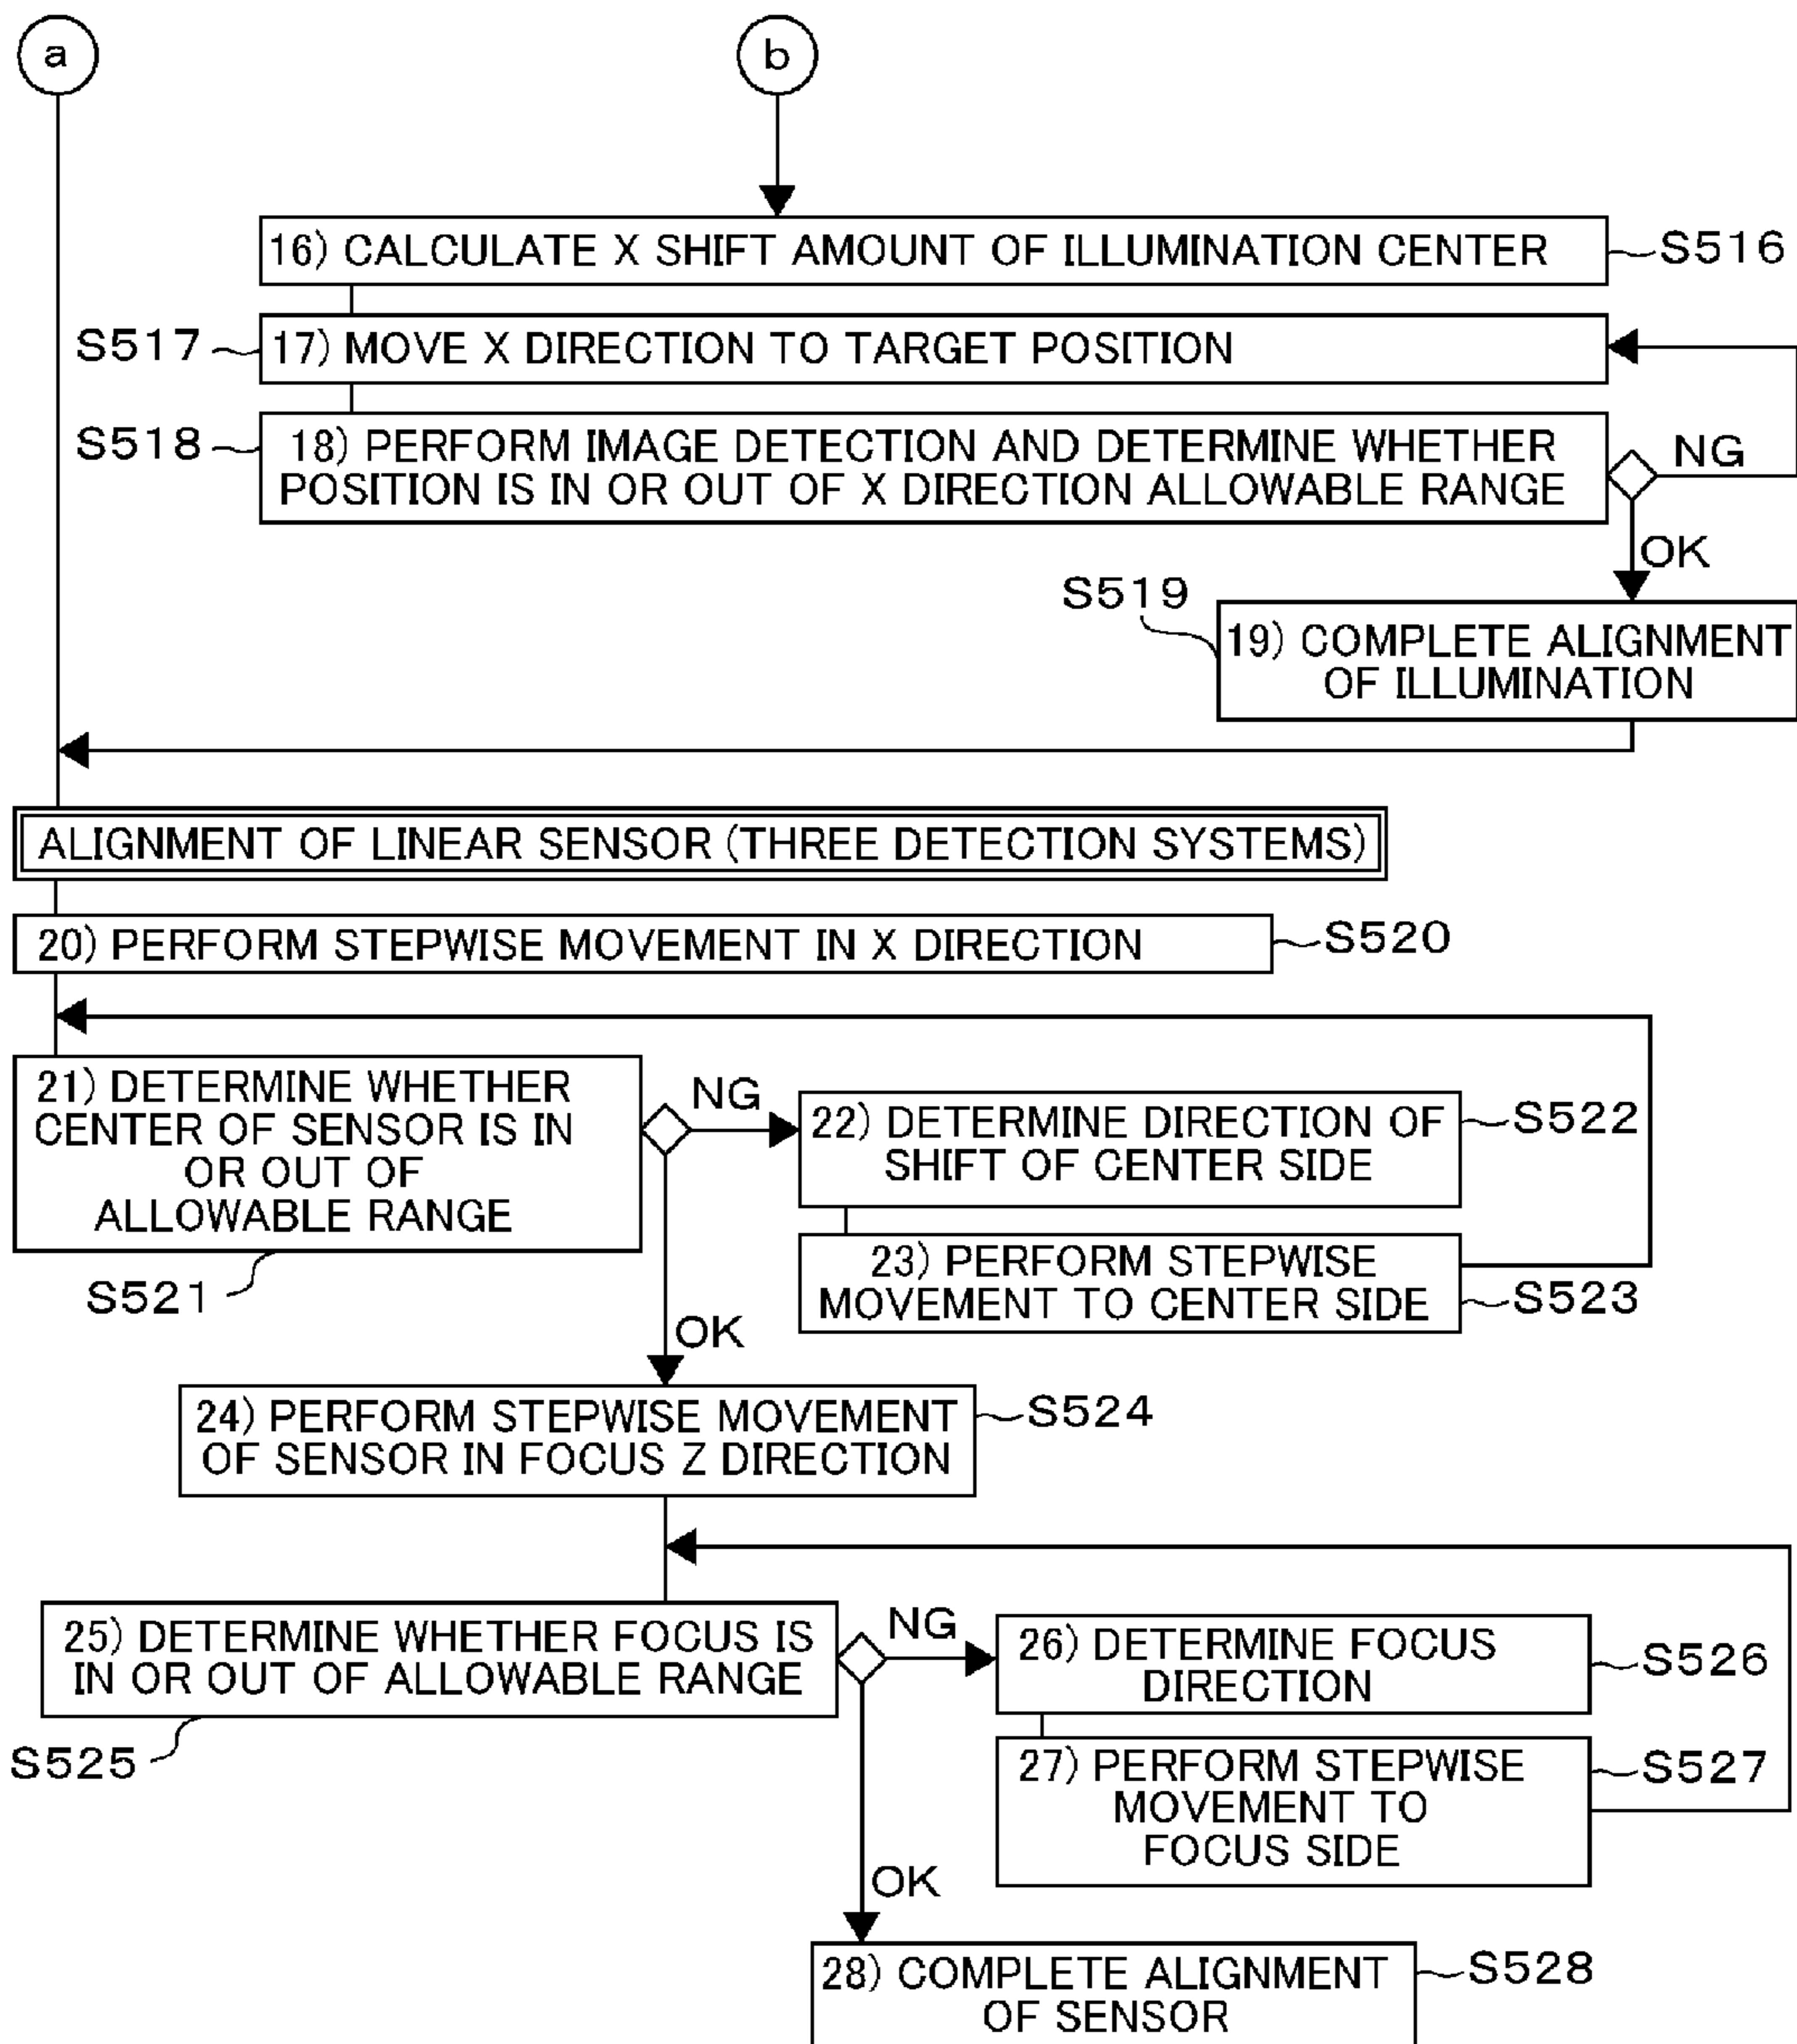 a
b
16) CALCULATE X SHIFT AMOUNT OF ILLUMINATION CENTER
S516
S517
17) MOVE X DIRECTION TO TARGET POSITION
S518
18) PERFORM IMAGE DETECTION AND DETERMINE WHETHER
POSITION IS IN OR OUT OF X DIRECTION ALLOWABLE RANGE
NG
OK
S519
19) COMPLETE ALIGNMENT
OF ILLUMINATION
ALIGNMENT OF LINEAR SENSOR (THREE DETECTION SYSTEMS)
20) PERFORM STEPWISE MOVEMENT IN X DIRECTION
S520
21) DETERMINE WHETHER
CENTER OF SENSOR IS IN
OR OUT OF
ALLOWABLE RANGE
S521
NG
22) DETERMINE DIRECTION OF
SHIFT OF CENTER SIDE
S522
23) PERFORM STEPWISE
MOVEMENT TO CENTER SIDE
S523
OK
24) PERFORM STEPWISE MOVEMENT
OF SENSOR IN FOCUS Z DIRECTION
S524
25) DETERMINE WHETHER FOCUS IS
IN OR OUT OF ALLOWABLE RANGE
S525
NG
26) DETERMINE FOCUS
DIRECTION
S526
27) PERFORM STEPWISE
MOVEMENT TO
FOCUS SIDE
S527
OK
28) COMPLETE ALIGNMENT
OF SENSOR
S528